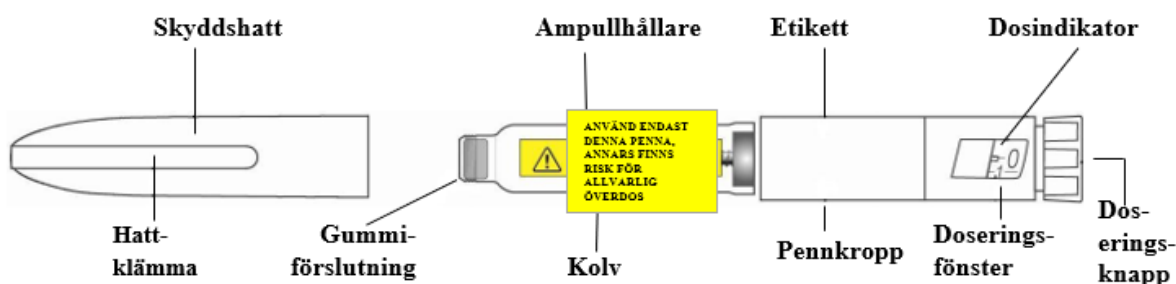 Skyddshatt
Ampullhållare
Etikett
Dosindikator
ANVÄND ENDAST
DENNA PENNA,
ANNARS FINNS
RISK FÖR
ALLVARLIG
ÖVERDOS
0
1
Hatt-
klämma
Gummi-
förslutning
Kolv
Pennkropp
Doserings-
fönster
Dos-
erings-
knapp